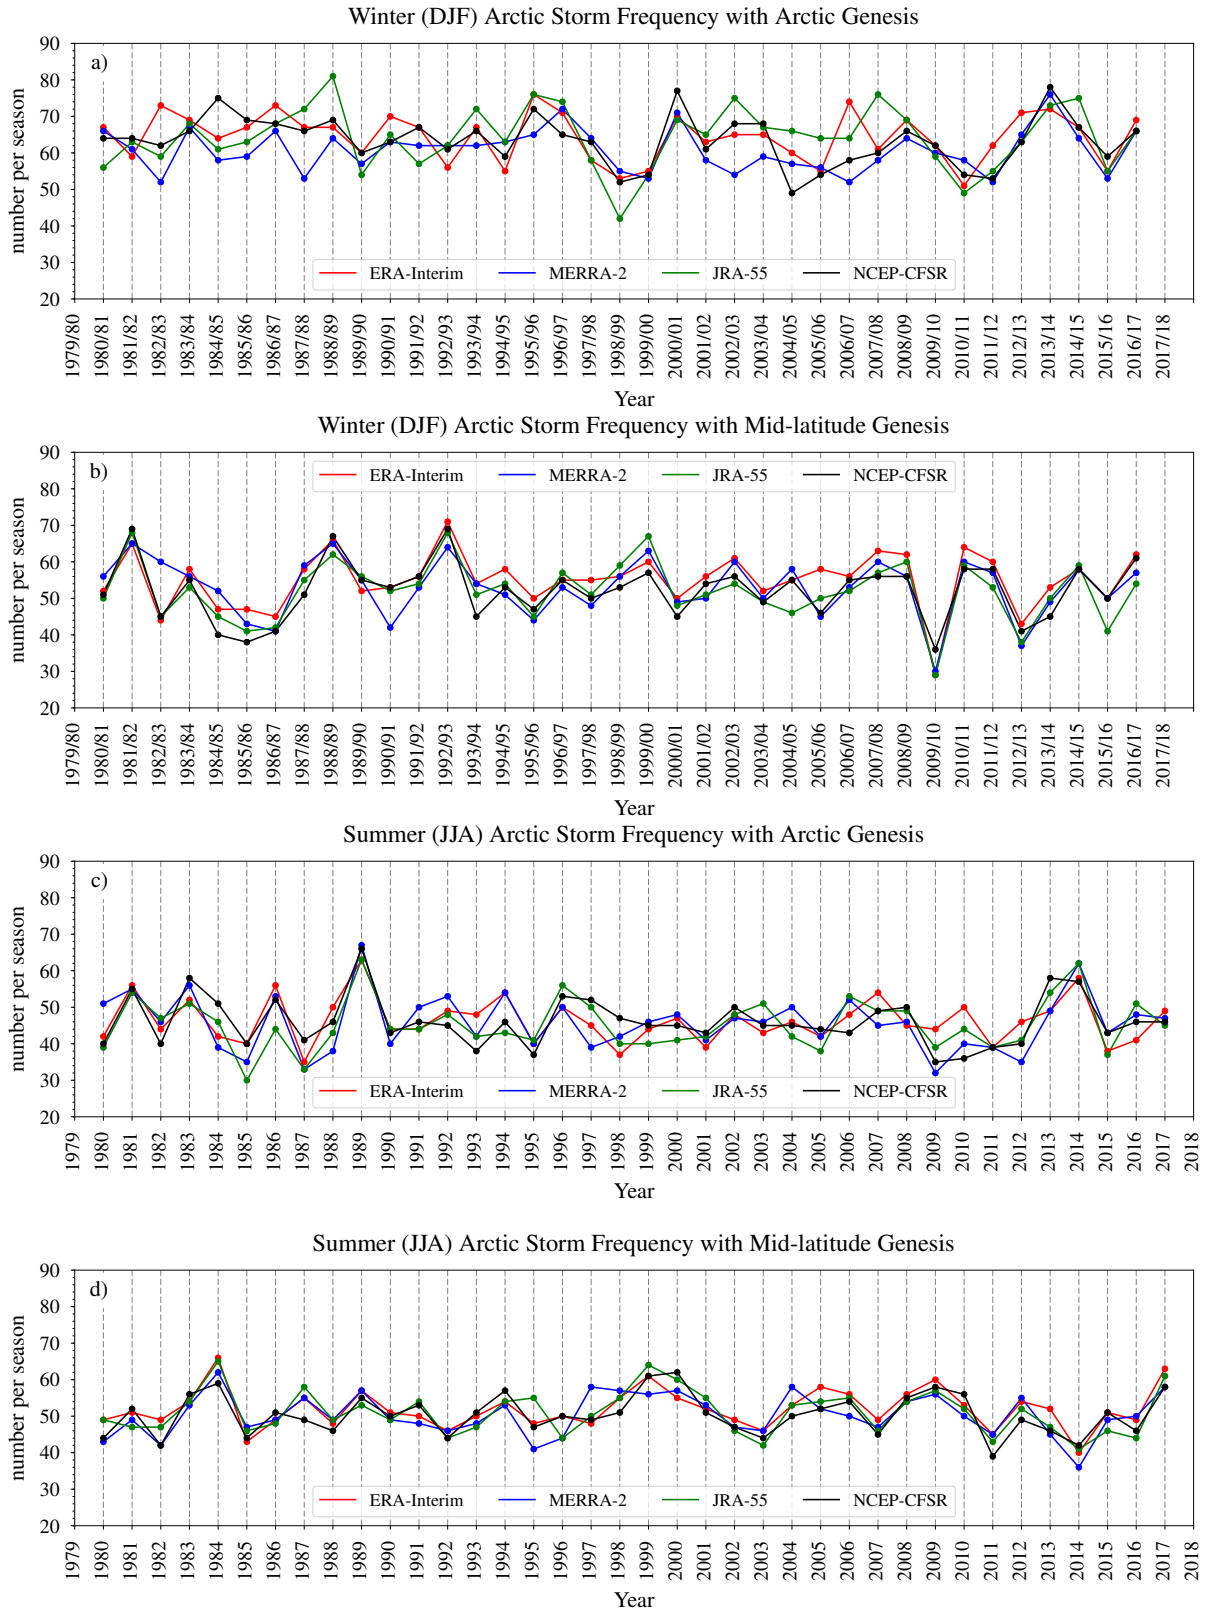 Winter (DJF) Arctic Storm Frequency with Arctic Genesis
a)
number per season
90
80
70
60
50
40
30
20
ERA-Interim MERRA-2 JRA-55 NCEP-CFSR
1979/80 1980/81 1981/82 1982/83 1983/84 1984/85 1985/86 1986/87 1987/88 1988/89 1989/90 1990/91 1991/92 1992/93 1993/94 1994/95 1995/96 1996/97 1997/98 1998/99 1999/00 2000/01 2001/02 2002/03 2003/04 2004/05 2005/06 2006/07 2007/08 2008/09 2009/10 2010/11 2011/12 2012/13 2013/14 2014/15 2015/16 2016/17 2017/18
Year
Winter (DJF) Arctic Storm Frequency with Mid-latitude Genesis
b)
number per season
90
80
70
60
50
40
30
20
ERA-Interim MERRA-2 JRA-55 NCEP-CFSR
1979/80 1980/81 1981/82 1982/83 1983/84 1984/85 1985/86 1986/87 1987/88 1988/89 1989/90 1990/91 1991/92 1992/93 1993/94 1994/95 1995/96 1996/97 1997/98 1998/99 1999/00 2000/01 2001/02 2002/03 2003/04 2004/05 2005/06 2006/07 2007/08 2008/09 2009/10 2010/11 2011/12 2012/13 2013/14 2014/15 2015/16 2016/17 2017/18
Year
Summer (JJA) Arctic Storm Frequency with Arctic Genesis
c)
number per season
90
80
70
60
50
40
30
20
ERA-Interim MERRA-2 JRA-55 NCEP-CFSR
1979 1980 1981 1982 1983 1984 1985 1986 1987 1988 1989 1990 1991 1992 1993 1994 1995 1996 1997 1998 1999 2000 2001 2002 2003 2004 2005 2006 2007 2008 2009 2010 2011 2012 2013 2014 2015 2016 2017 2018
Year
Summer (JJA) Arctic Storm Frequency with Mid-latitude Genesis
d)
number per season
90
80
70
60
50
40
30
20
ERA-Interim MERRA-2 JRA-55 NCEP-CFSR
1979 1980 1981 1982 1983 1984 1985 1986 1987 1988 1989 1990 1991 1992 1993 1994 1995 1996 1997 1998 1999 2000 2001 2002 2003 2004 2005 2006 2007 2008 2009 2010 2011 2012 2013 2014 2015 2016 2017 2018
Year